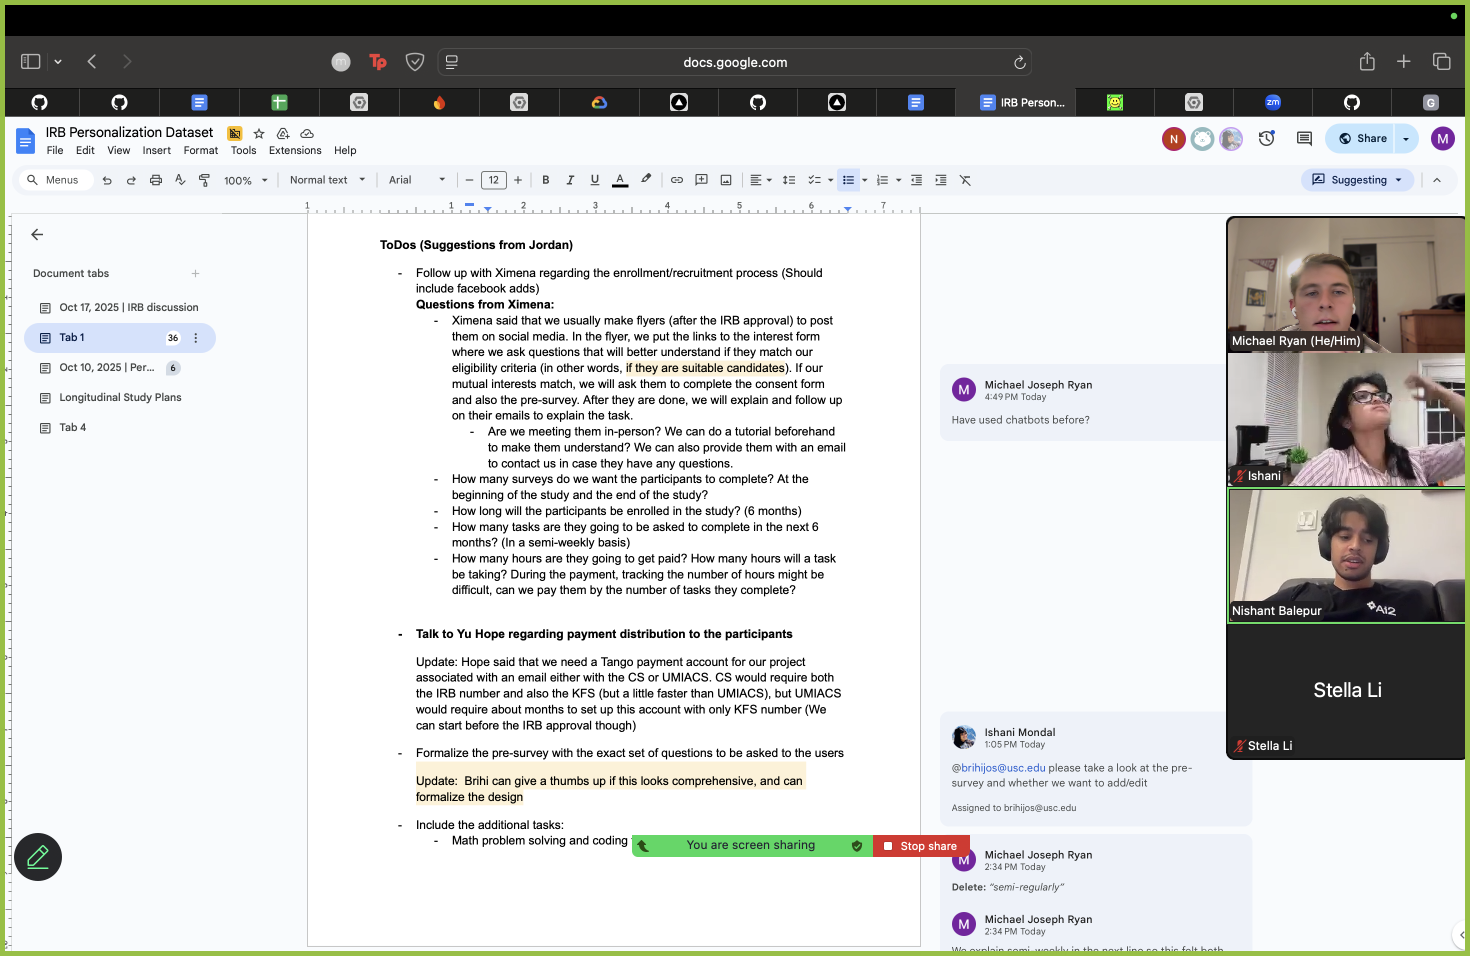 docs.google.com
IRB Person...
zm
G
IRB Personalization Dataset
File Edit View Insert Format Tools Extensions Help
N
Share
M
Menus
100%
Normal text
Arial
12
Suggesting
1 1 2 3 4 5 6 7
Document tabs
Oct 17, 2025 | IRB discussion
Tab 1 36
Oct 10, 2025 | Per... 6
Longitudinal Study Plans
Tab 4
ToDos (Suggestions from Jordan)
- Follow up with Ximena regarding the enrollment/recruitment process (Should
include facebook adds)
Questions from Ximena:
- Ximena said that we usually make flyers (after the IRB approval) to post
them on social media. In the flyer, we put the links to the interest form
where we ask questions that will better understand if they match our
eligibility criteria (in other words, if they are suitable candidates). If our
mutual interests match, we will ask them to complete the consent form
and also the pre-survey. After they are done, we will explain and follow up
on their emails to explain the task.
- Are we meeting them in-person? We can do a tutorial beforehand
to make them understand? We can also provide them with an email
to contact us in case they have any questions.
- How many surveys do we want the participants to complete? At the
beginning of the study and the end of the study?
- How long will the participants be enrolled in the study? (6 months)
- How many tasks are they going to be asked to complete in the next 6
months? (In a semi-weekly basis)
- How many hours are they going to get paid? How many hours will a task
be taking? During the payment, tracking the number of hours might be
difficult, can we pay them by the number of tasks they complete?
- Talk to Yu Hope regarding payment distribution to the participants
Update: Hope said that we need a Tango payment account for our project
associated with an email either with the CS or UMIACS. CS would require both
the IRB number and also the KFS (but a little faster than UMIACS), but UMIACS
would require about months to set up this account with only KFS number (We
can start before the IRB approval though)
- Formalize the pre-survey with the exact set of questions to be asked to the users
Update: Brihi can give a thumbs up if this looks comprehensive, and can
formalize the design
- Include the additional tasks:
- Math problem solving and coding
You are screen sharing
Stop share
M
Michael Joseph Ryan
4:49 PM Today
Have used chatbots before?
Ishani Mondal
1:05 PM Today
@brihijos@usc.edu please take a look at the pre-
survey and whether we want to add/edit
Assigned to brihijos@usc.edu
M
Michael Joseph Ryan
2:34 PM Today
Delete: “semi-regularly”
M
Michael Joseph Ryan
2:34 PM Today
We explain semi-weekly in the next line so this felt both
Michael Ryan (He/Him)
Ishani
AI2
Nishant Balepur
Stella Li
Stella Li
Tp
m